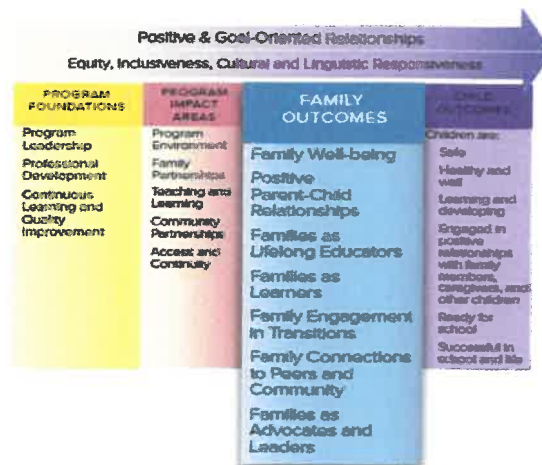 Positive & Goal-Oriented Relationships
Equity, Inclusiveness, Cultural and Linguistic Responsiveness
PROGRAM
FOUNDATIONS
Program
Leadership
Professional
Development
Continuous
Learning and
Quality
Improvement
PROGRAM
IMPACT
AREAS
Program
Environment
Family
Partnerships
Teaching and
Learning
Community
Partnerships
Access and
Continuity
FAMILY
OUTCOMES
Family Well-being
Positive
Parent-Child
Relationships
Families as
Lifelong Educators
Families as
Learners
Family Engagement
in Transitions
Family Connections
to Peers and
Community
Families as
Advocates and
Leaders
CHILD
OUTCOMES
Children are:
Safe
Healthy and
well
Learning and
developing
Engaged in
positive
relationships
with family
members,
caregivers, and
other children
Ready for
school
Successful in
school and life